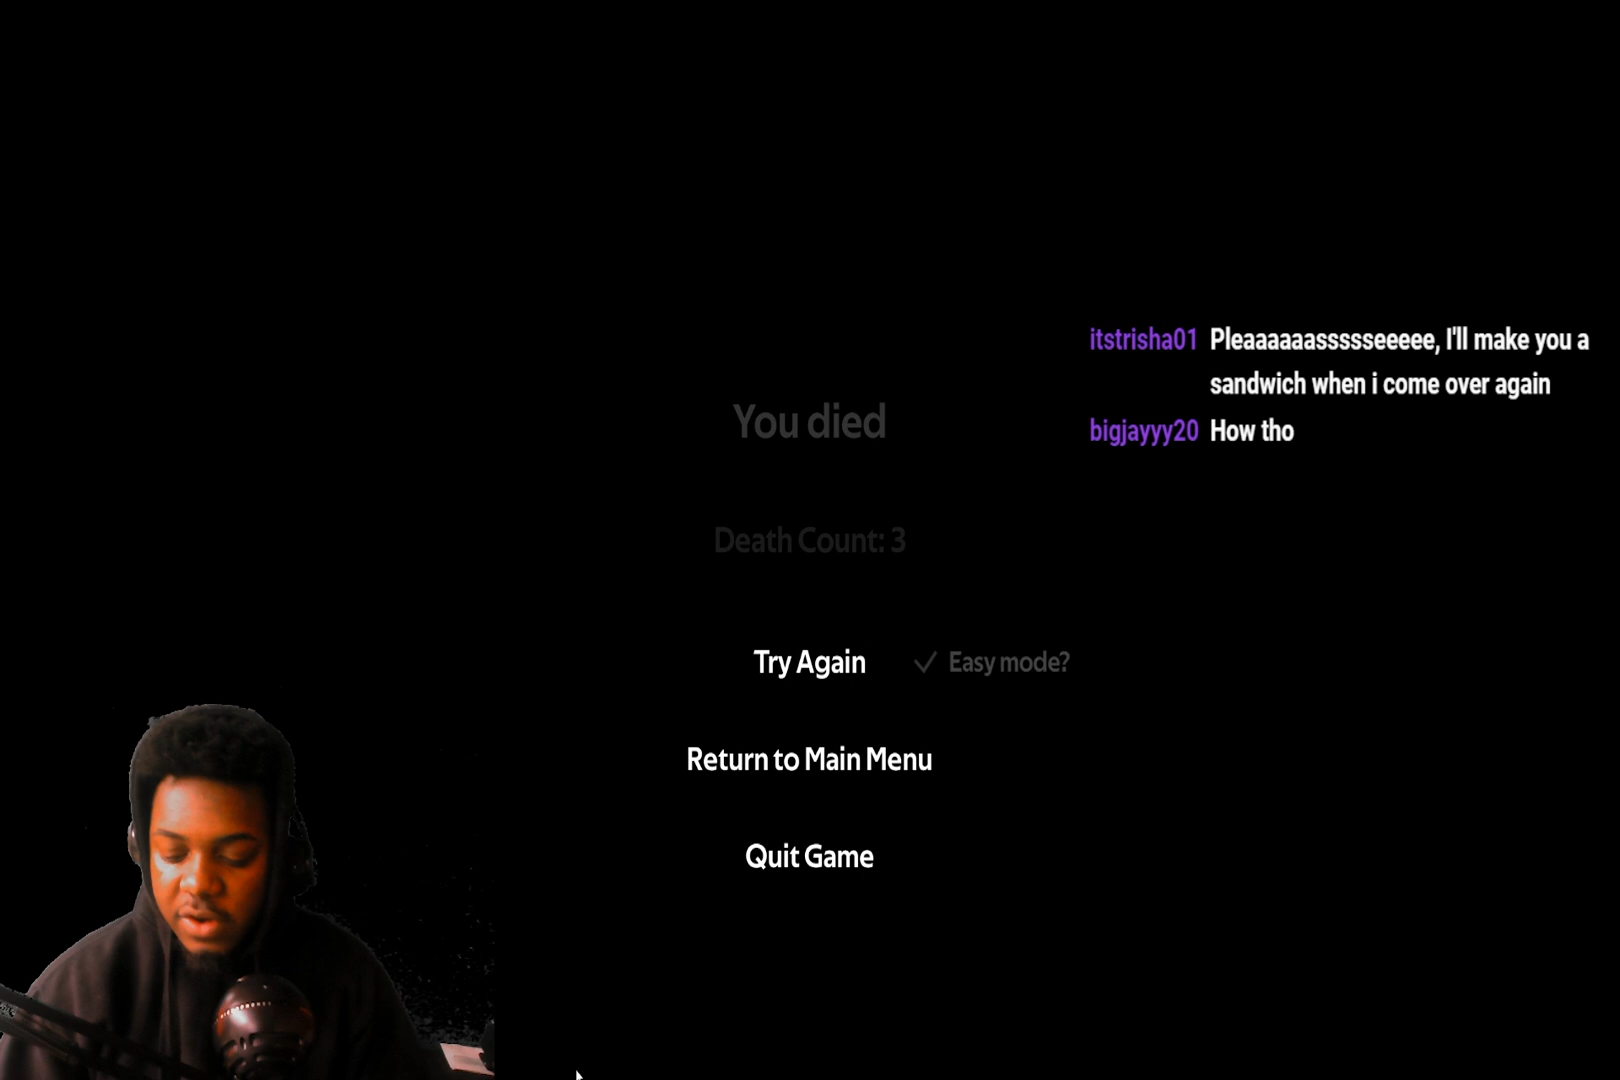 itstrisha01 Pleaaaaaassssseeeee, I'll make you a
sandwich when i come over again
bigjayyy20 How tho
You died
Death Count: 3
Try Again ✓ Easy mode?
Return to Main Menu
Quit Game